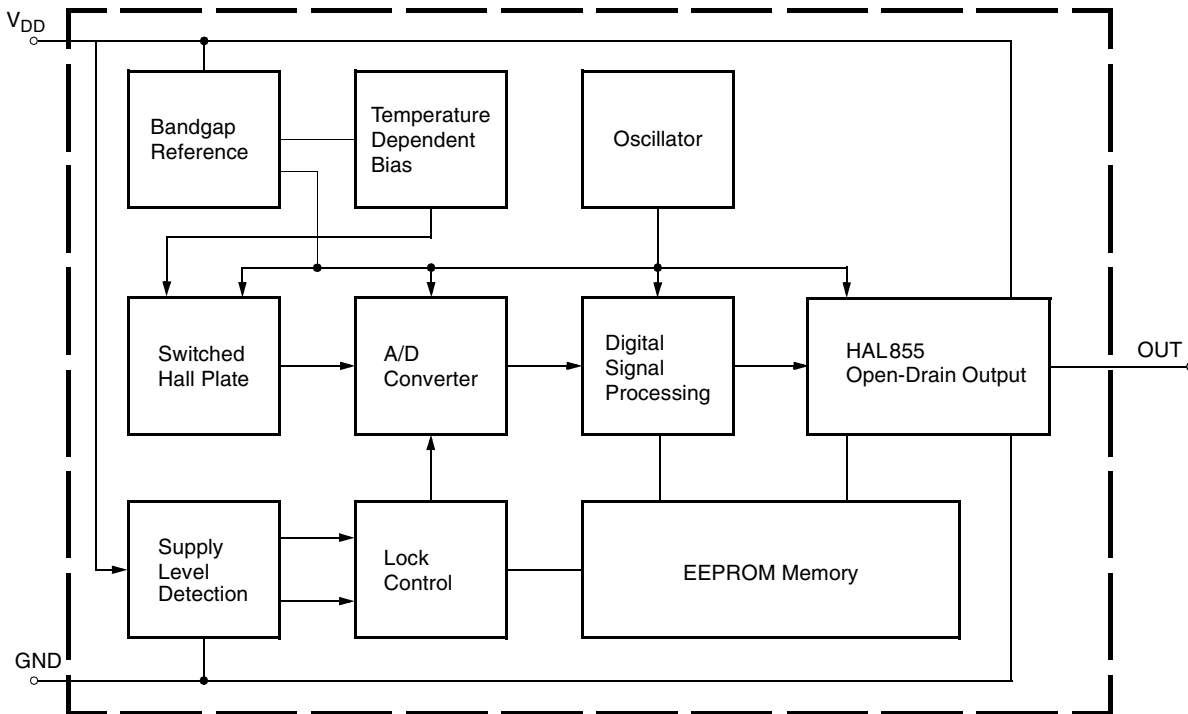 VDD
Bandgap
Reference
Temperature
Dependent
Bias
Oscillator
Switched
Hall Plate
A/D
Converter
Digital
Signal
Processing
HAL855
Open-Drain Output
OUT
Supply
Level
Detection
Lock
Control
EEPROM Memory
GND